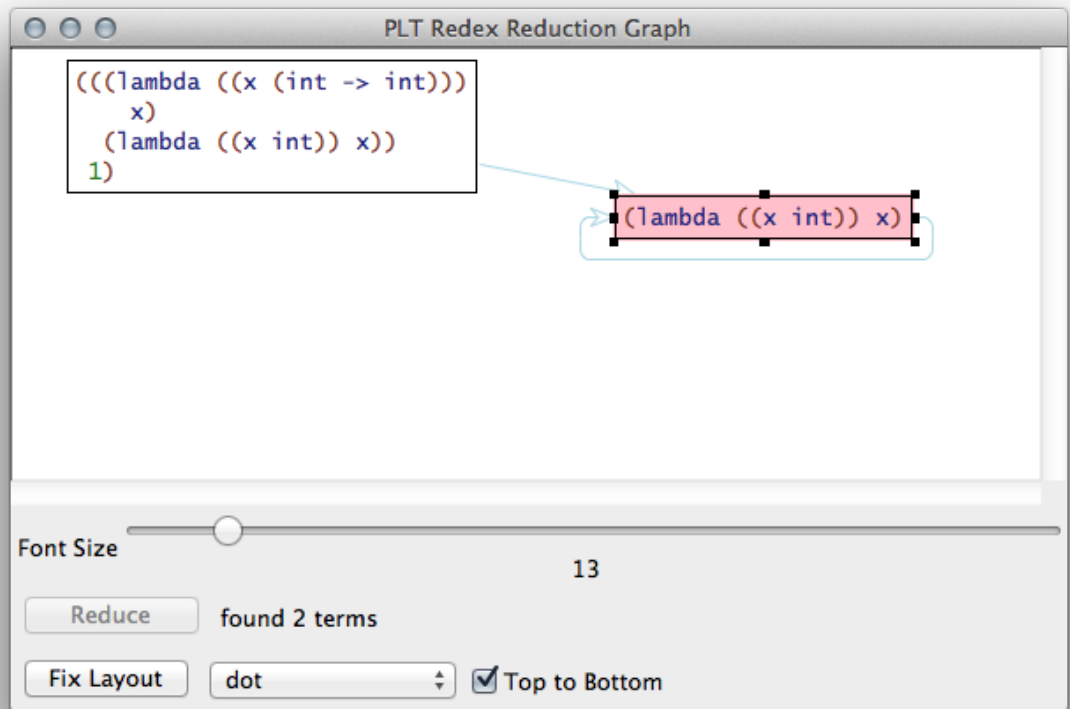 PLT Redex Reduction Graph
(((lambda ((x (int -> int)))
x)
(lambda ((x int)) x))
1)
(lambda ((x int)) x)
Font Size
13
Reduce found 2 terms
Fix Layout dot Top to Bottom